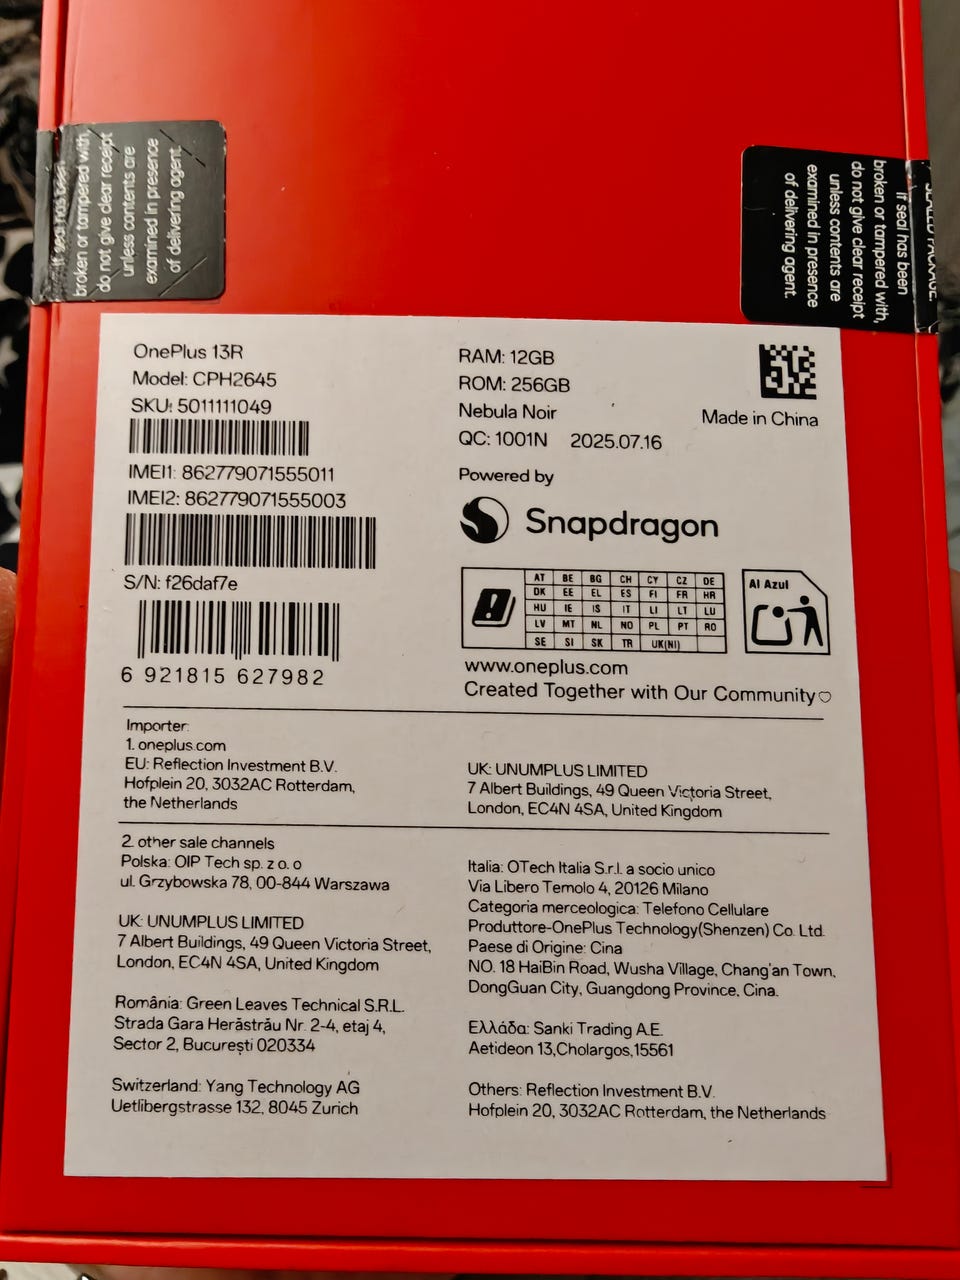 If seal has been
broken or tampered with,
do not give clear receipt
unless contents are
examined in presence
of delivering agent.
SEALED PACKAGE.
If seal has been
broken or tampered with,
do not give clear receipt
unless contents are
examined in presence
of delivering agent.
OnePlus 13R
Model: CPH2645
SKU: 5011111049
IMEI1: 862779071555011
IMEI2: 862779071555003
S/N: f26daf7e
6 921815 627982
RAM: 12GB
ROM: 256GB
Nebula Noir
QC: 1001N 2025.07.16
Made in China
Powered by
Snapdragon
AT BE BG CH CY CZ DE
DK EE EL ES FI FR HR
HU IE IS IT LI LT LU
LV MT NL NO PL PT RO
SE SI SK TR UK(NI)
Al Azul
www.oneplus.com
Created Together with Our Community♡
Importer:
1. oneplus.com
EU: Reflection Investment B.V.
Hofplein 20, 3032AC Rotterdam,
the Netherlands
UK: UNUMPLUS LIMITED
7 Albert Buildings, 49 Queen Victoria Street,
London, EC4N 4SA, United Kingdom
2. other sale channels
Polska: OIP Tech sp. z o. o
ul. Grzybowska 78, 00-844 Warszawa
UK: UNUMPLUS LIMITED
7 Albert Buildings, 49 Queen Victoria Street,
London, EC4N 4SA, United Kingdom
România: Green Leaves Technical S.R.L.
Strada Gara Herăstrău Nr. 2-4, etaj 4,
Sector 2, București 020334
Switzerland: Yang Technology AG
Uetlibergstrasse 132, 8045 Zurich
Italia: OTech Italia S.r.l. a socio unico
Via Libero Temolo 4, 20126 Milano
Categoria merceologica: Telefono Cellulare
Produttore-OnePlus Technology(Shenzen) Co. Ltd.
Paese di Origine: Cina
NO. 18 HaiBin Road, Wusha Village, Chang'an Town,
DongGuan City, Guangdong Province, Cina.
Ελλάδα: Sanki Trading A.E.
Aetideon 13,Cholargos,15561
Others: Reflection Investment B.V.
Hofplein 20, 3032AC Rotterdam, the Netherlands